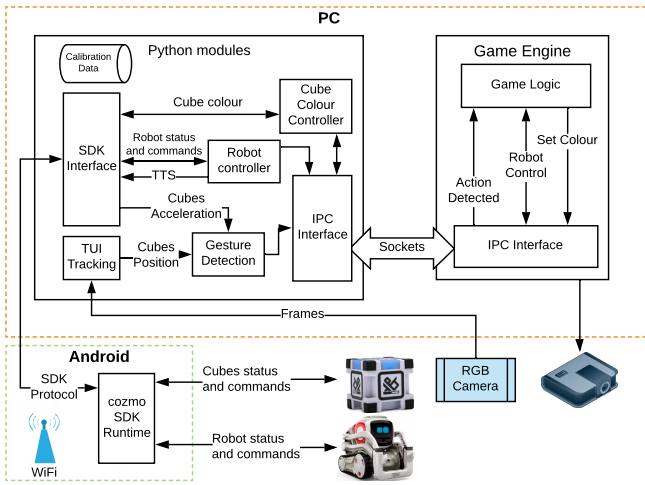 PC
Python modules
Calibration
Data
Cube colour
Cube
Colour
Controller
SDK
Interface
Robot status
and commands
TTS
Robot
controller
Cubes
Acceleration
IPC
Interface
TUI
Tracking
Cubes
Position
Gesture
Detection
Sockets
Game Engine
Game Logic
Set Colour
Robot
Control
Action
Detected
IPC Interface
Frames
Android
SDK
Protocol
cozmo
SDK
Runtime
WiFi
Cubes status
and commands
Robot status
and commands
RGB
Camera